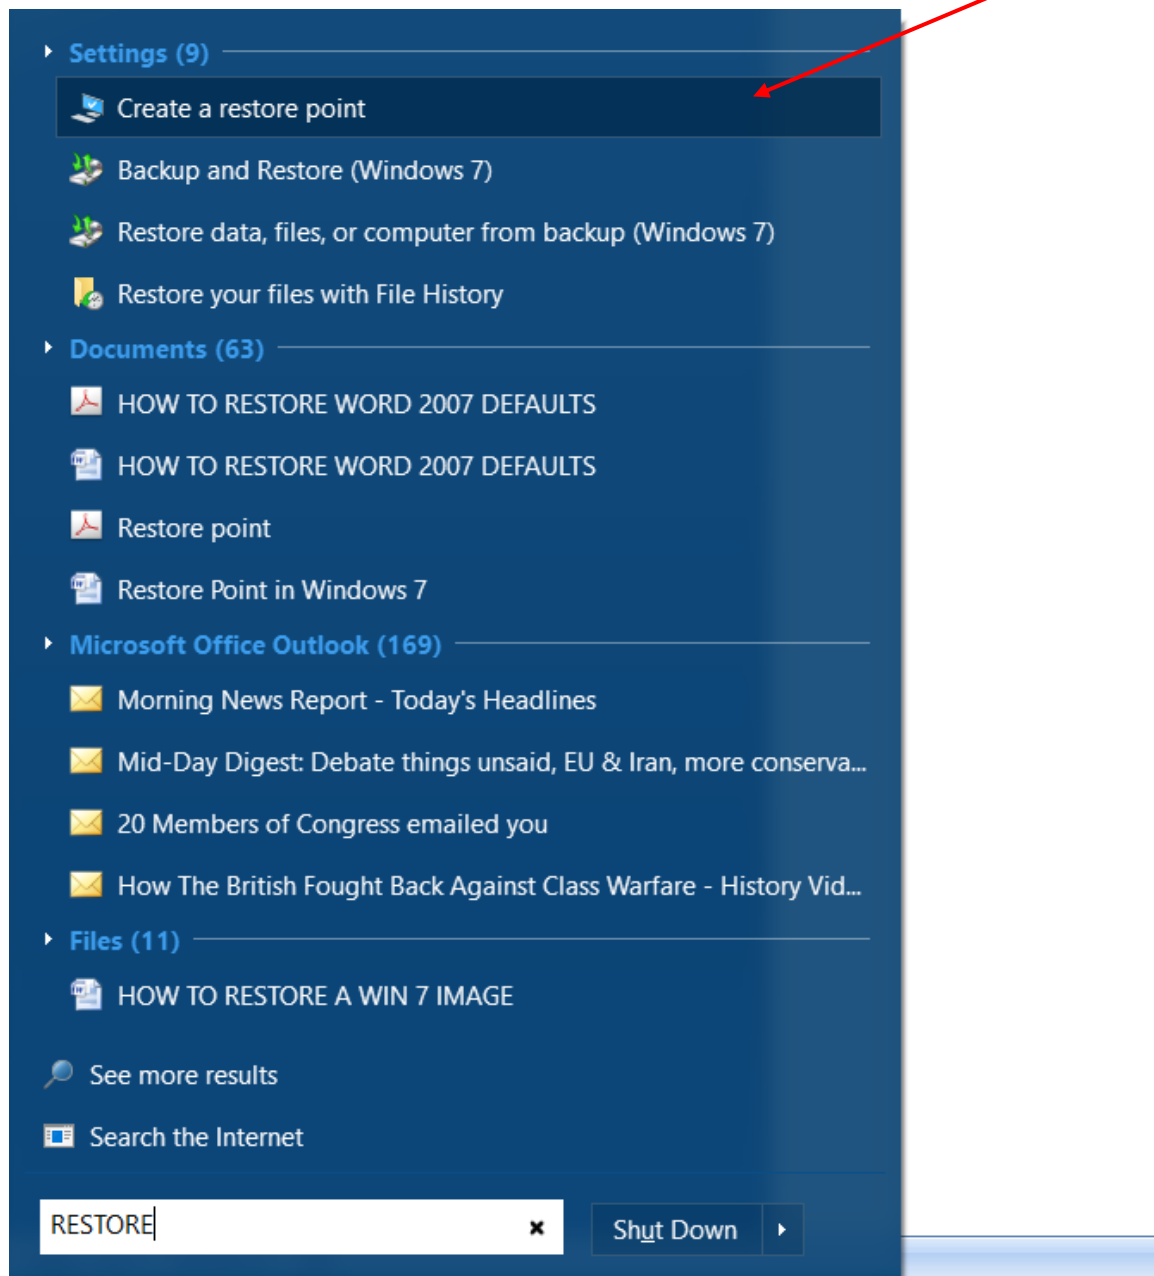 Settings (9)
Create a restore point
Backup and Restore (Windows 7)
Restore data, files, or computer from backup (Windows 7)
Restore your files with File History
Documents (63)
HOW TO RESTORE WORD 2007 DEFAULTS
HOW TO RESTORE WORD 2007 DEFAULTS
Restore point
Restore Point in Windows 7
Microsoft Office Outlook (169)
Morning News Report - Today's Headlines
Mid-Day Digest: Debate things unsaid, EU & Iran, more conserva...
20 Members of Congress emailed you
How The British Fought Back Against Class Warfare - History Vid...
Files (11)
HOW TO RESTORE A WIN 7 IMAGE
See more results
Search the Internet
RESTORE
Shut Down